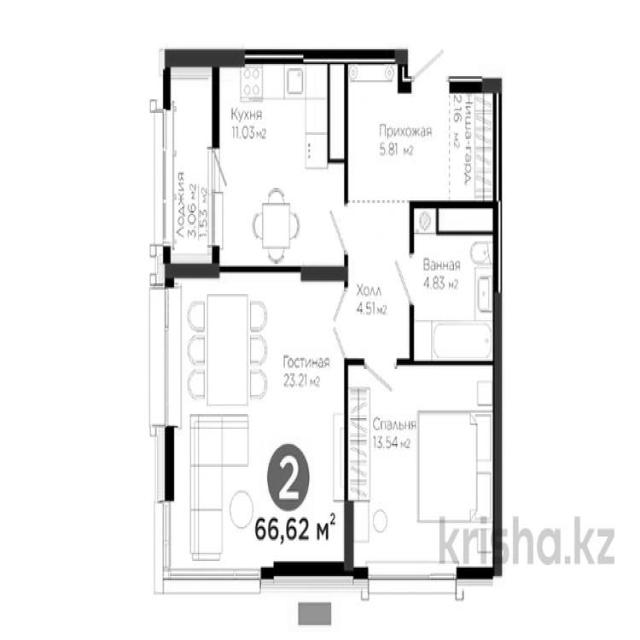 Кухня
11.03 м2
Прихожая
5.81 м2
Ниша-гард.
2.16 м2
Лоджия
3.06 м2
1.53 м2
Ванная
4.83 м2
Холл
4.51 м2
Гостиная
23.21 м2
Спальня
13.54 м2
2
66,62 м²
krisha.kz